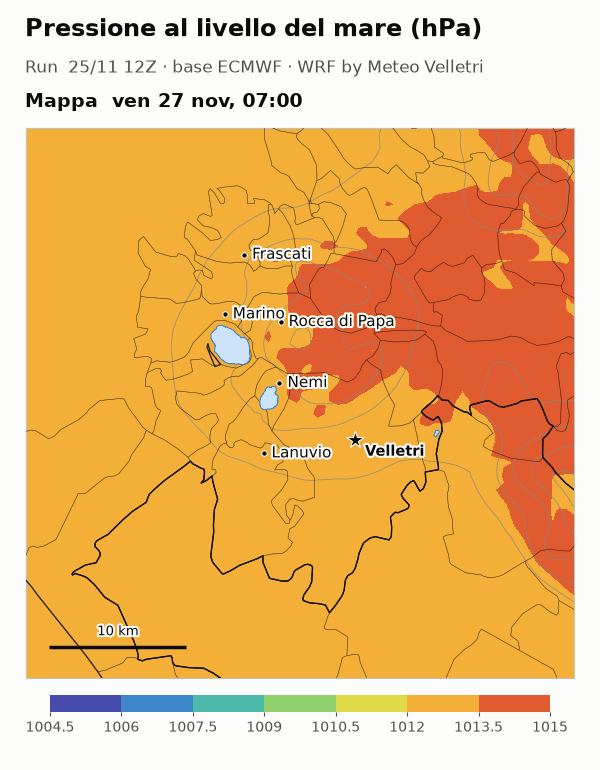 Pressione al livello del mare (hPa)
Run  25/11 12Z · base ECMWF · WRF by Meteo Velletri
Mappa  ven 27 nov, 07:00
Frascati
Marino
Rocca di Papa
Nemi
Velletri
Lanuvio
10 km
1004.5 1006 1007.5 1009 1010.5 1012 1013.5 1015